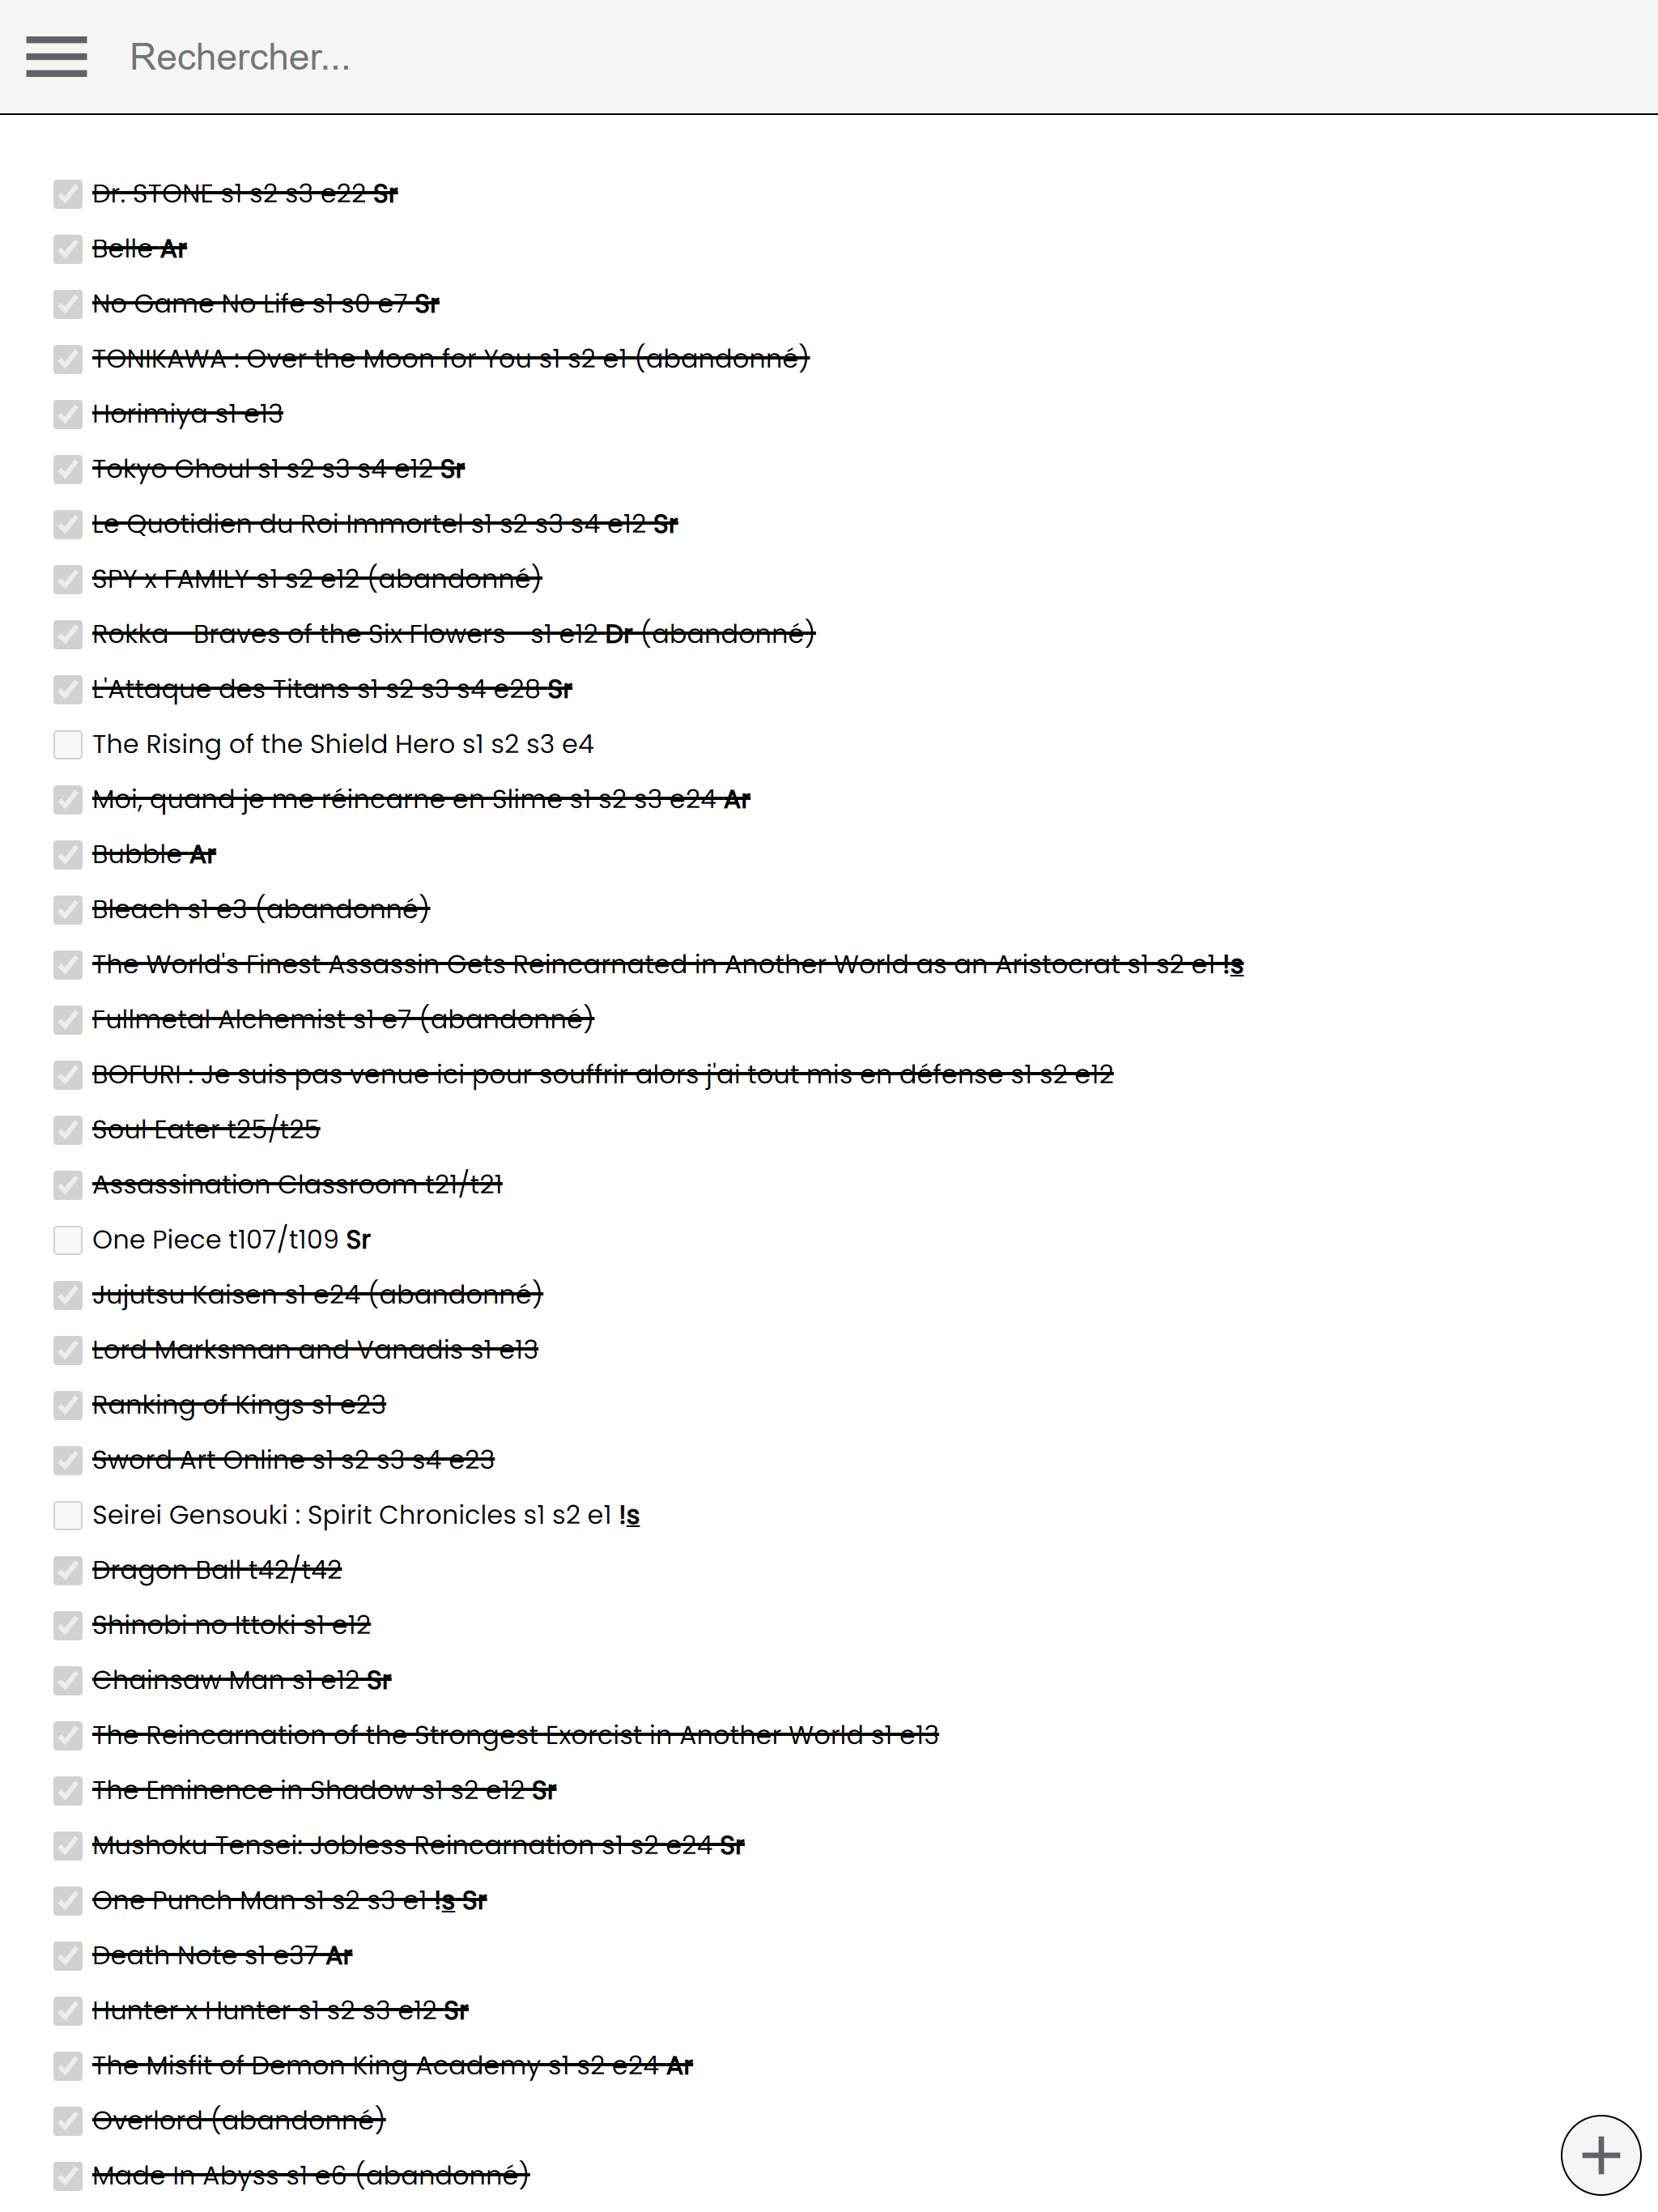 Rechercher...
Dr. STONE s1 s2 s3 e22 Sr
Belle Ar
No Game No Life s1 s0 e7 Sr
TONIKAWA : Over the Moon for You s1 s2 e1 (abandonné)
Horimiya s1 e13
Tokyo Ghoul s1 s2 s3 s4 e12 Sr
Le Quotidien du Roi Immortel s1 s2 s3 s4 e12 Sr
SPY x FAMILY s1 s2 e12 (abandonné)
Rokka - Braves of the Six Flowers - s1 e12 Dr (abandonné)
L'Attaque des Titans s1 s2 s3 s4 e28 Sr
The Rising of the Shield Hero s1 s2 s3 e4
Moi, quand je me réincarne en Slime s1 s2 s3 e24 Ar
Bubble Ar
Bleach s1 e3 (abandonné)
The World's Finest Assassin Gets Reincarnated in Another World as an Aristocrat s1 s2 e1 !s
Fullmetal Alchemist s1 e7 (abandonné)
BOFURI : Je suis pas venue ici pour souffrir alors j'ai tout mis en défense s1 s2 e12
Soul Eater t25/t25
Assassination Classroom t21/t21
One Piece t107/t109 Sr
Jujutsu Kaisen s1 e24 (abandonné)
Lord Marksman and Vanadis s1 e13
Ranking of Kings s1 e23
Sword Art Online s1 s2 s3 s4 e23
Seirei Gensouki : Spirit Chronicles s1 s2 e1 !s
Dragon Ball t42/t42
Shinobi no Ittoki s1 e12
Chainsaw Man s1 e12 Sr
The Reincarnation of the Strongest Exorcist in Another World s1 e13
The Eminence in Shadow s1 s2 e12 Sr
Mushoku Tensei: Jobless Reincarnation s1 s2 e24 Sr
One Punch Man s1 s2 s3 e1 !s Sr
Death Note s1 e37 Ar
Hunter x Hunter s1 s2 s3 e12 Sr
The Misfit of Demon King Academy s1 s2 e24 Ar
Overlord (abandonné)
Made In Abyss s1 e6 (abandonné)